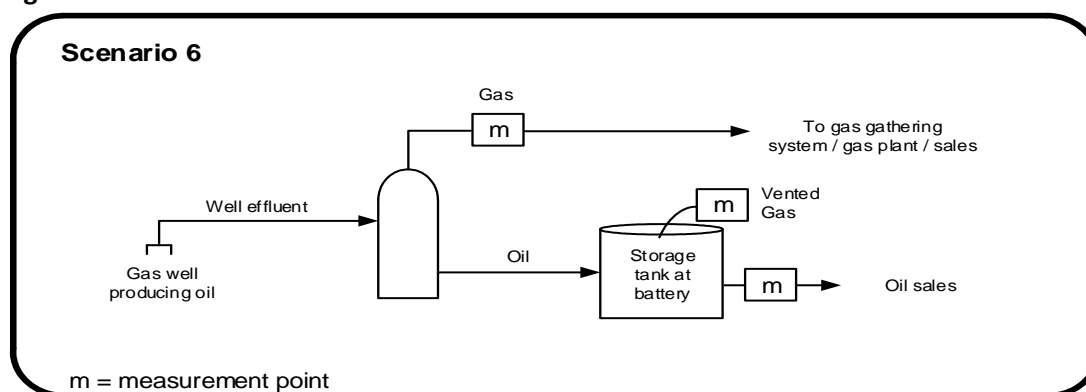 Scenario 6
Gas
m
To gas gathering
system / gas plant / sales
Well effluent
m
Vented
Gas
Gas well
producing oil
Oil
Storage
tank at
battery
m
Oil sales
m = measurement point